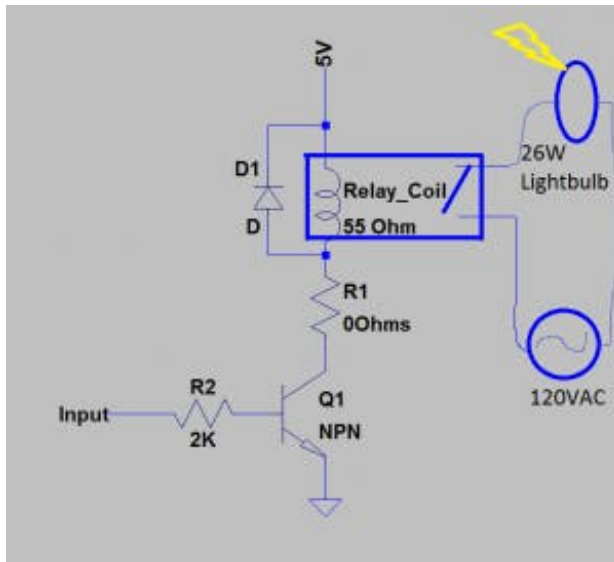 5V
D1
D
Relay_Coil
55 Ohm
26W
Lightbulb
R1
0Ohms
120VAC
Input
R2
2K
Q1
NPN